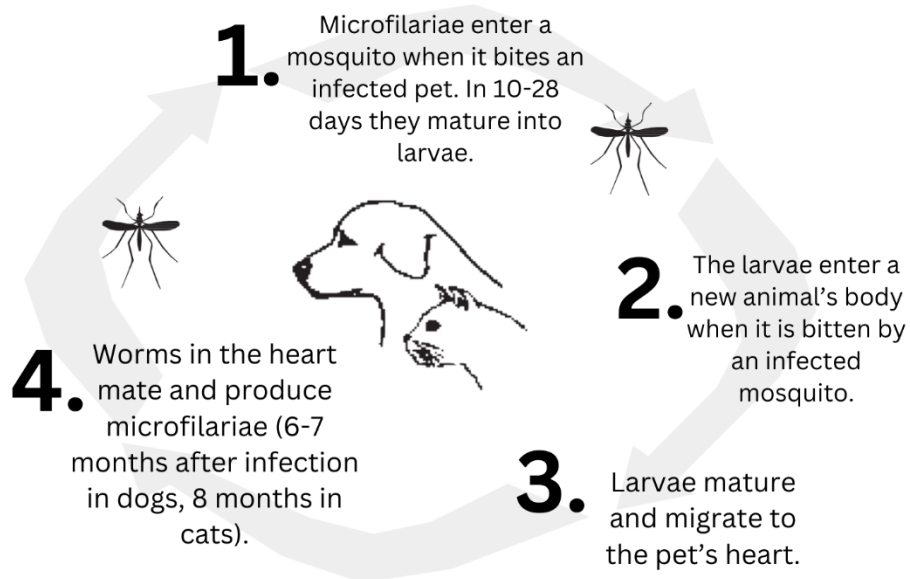 1.
Microfilariae enter a
mosquito when it bites an
infected pet. In 10-28
days they mature into
larvae.
2.
The larvae enter a
new animal’s body
when it is bitten by
an infected
mosquito.
3.
Larvae mature
and migrate to
the pet’s heart.
4.
Worms in the heart
mate and produce
microfilariae (6-7
months after infection
in dogs, 8 months in
cats).